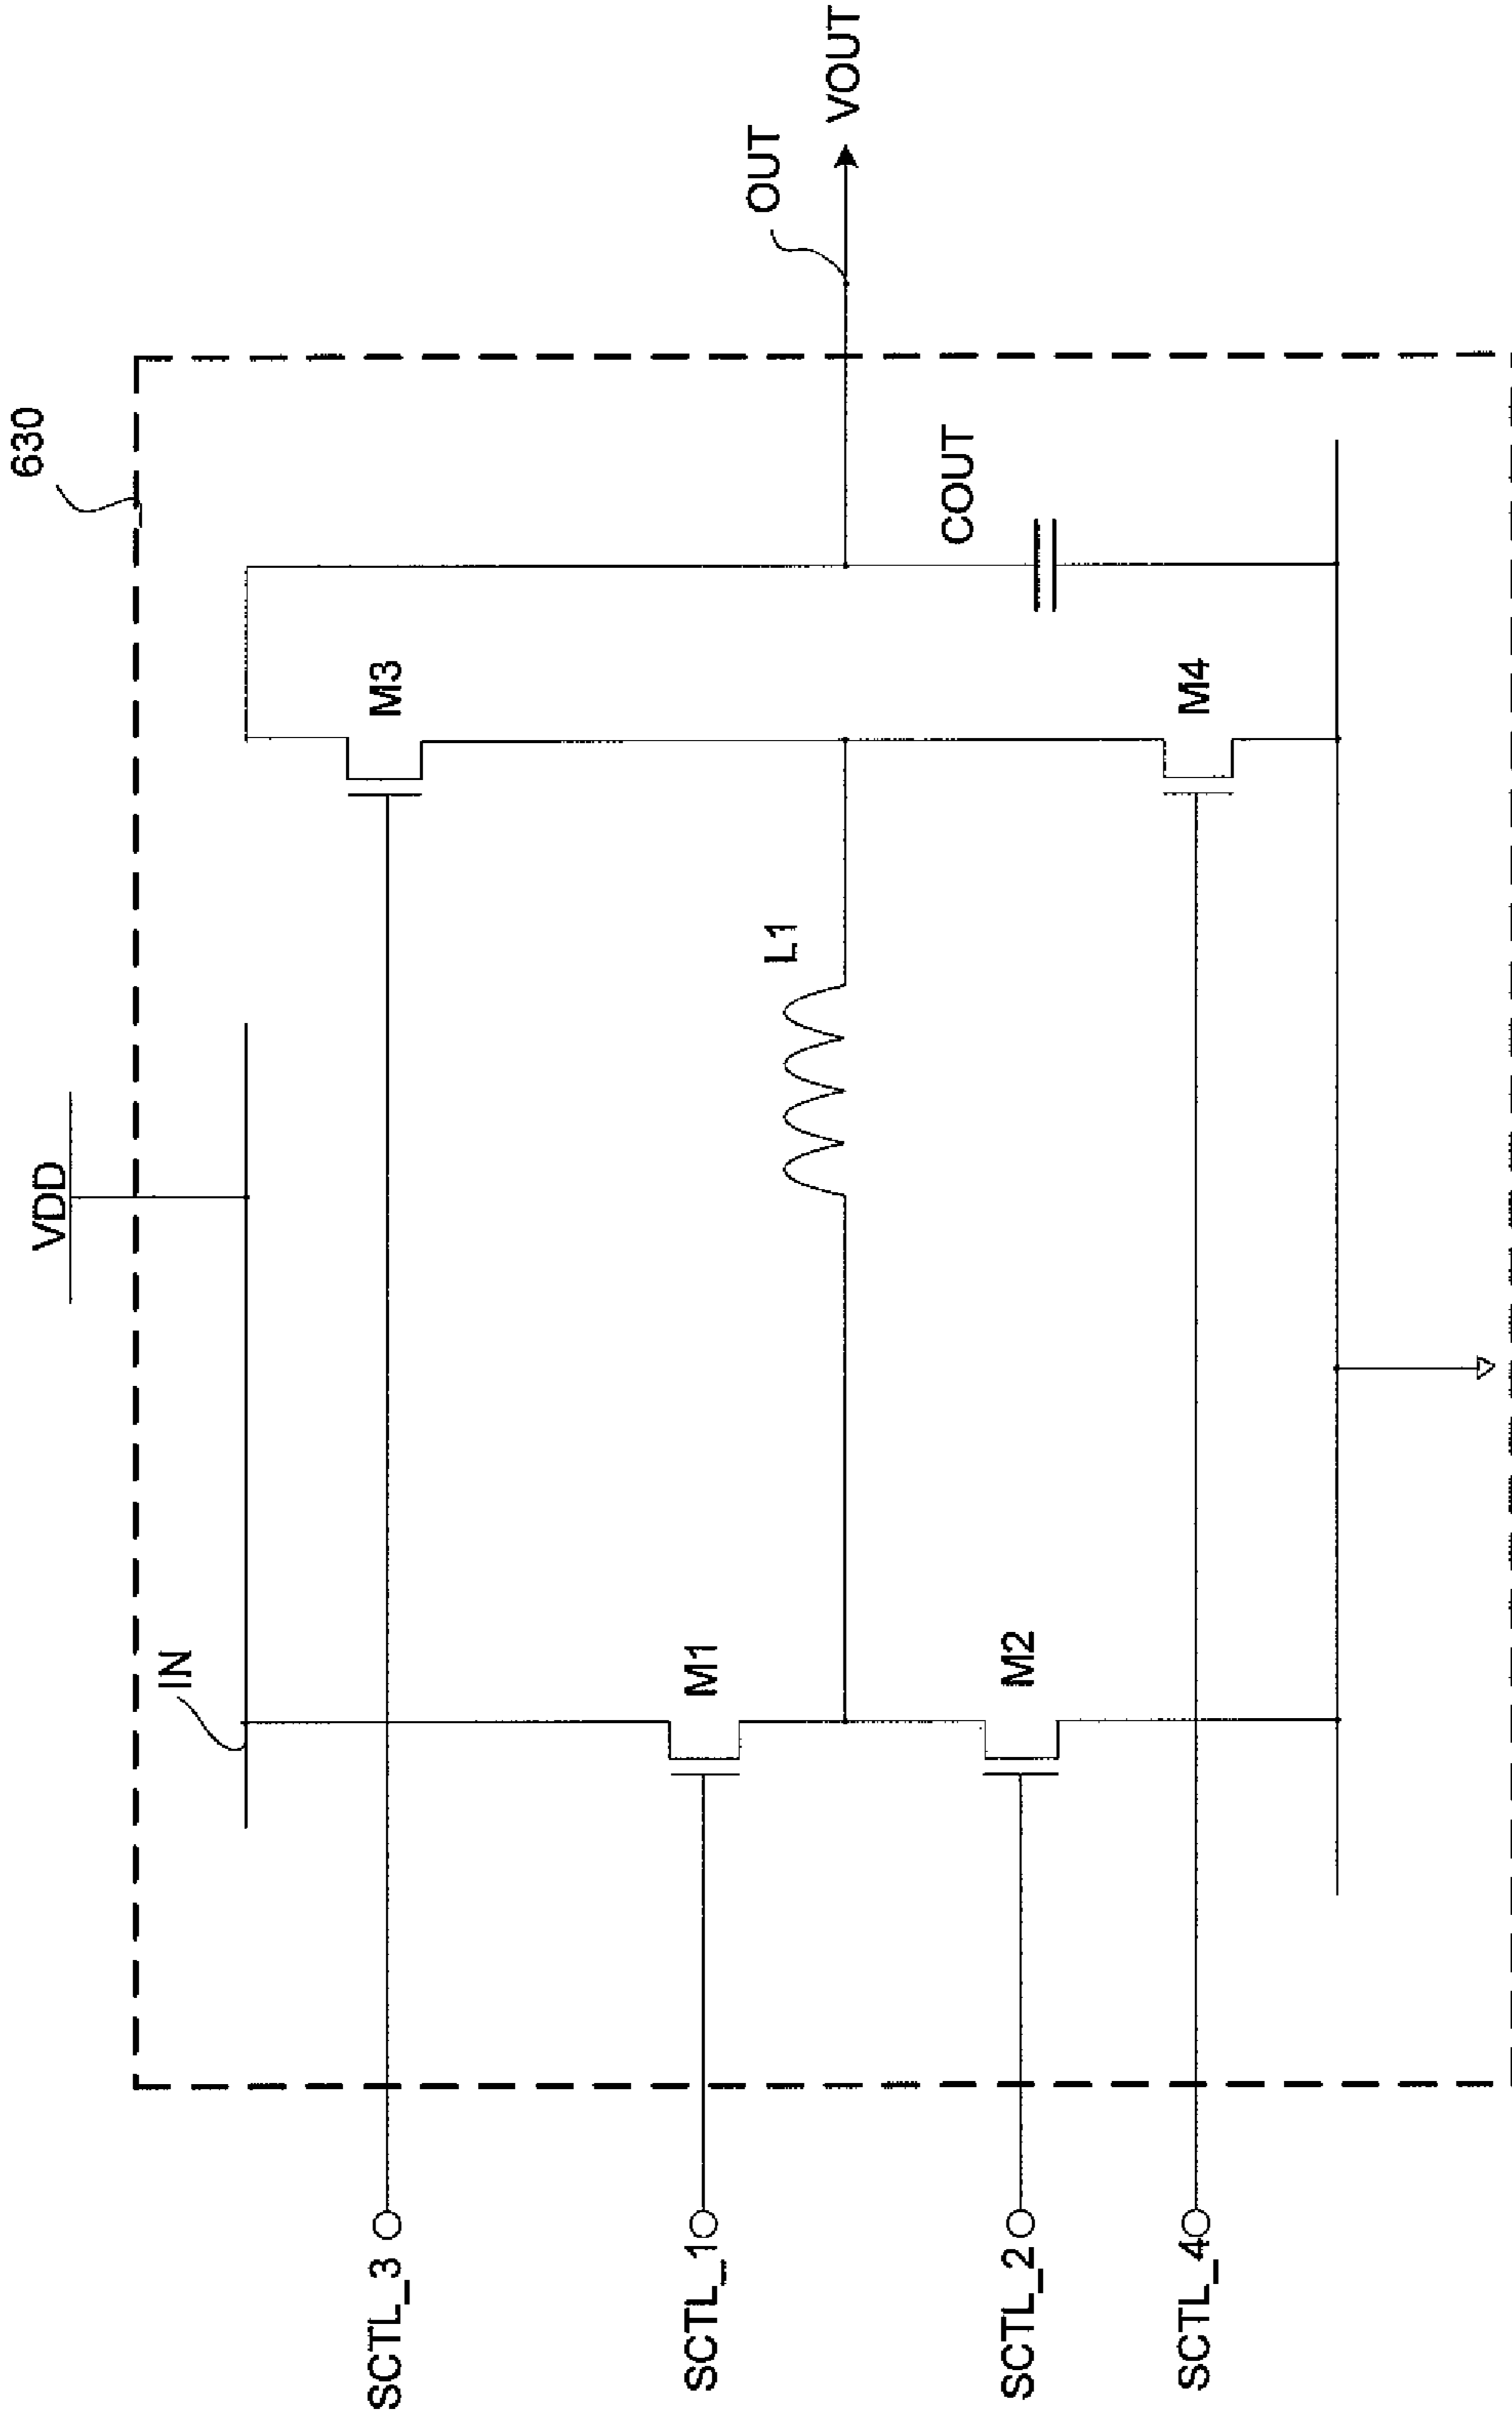 630
VDD
IN
OUT
VOUT
SCTL_3
M3
L1
SCTL_1
M1
COUT
SCTL_2
M2
SCTL_4
M4